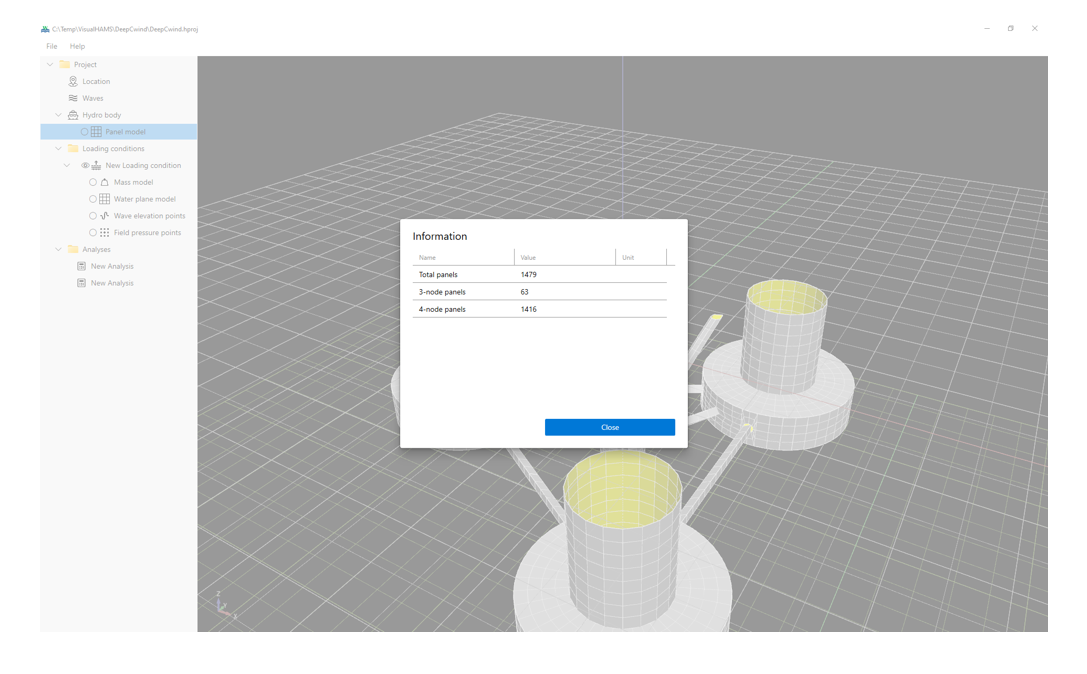 C:\Temp\VisualHAMS\DeepCwind\DeepCwind.hproj
File Help
Project
Location
Waves
Hydro body
Panel model
Loading conditions
New Loading condition
Mass model
Water plane model
Wave elevation points
Field pressure points
Analyses
New Analysis
New Analysis
Information
Name Value Unit
Total panels 1479
3-node panels 63
4-node panels 1416
Close
Z
Y
X